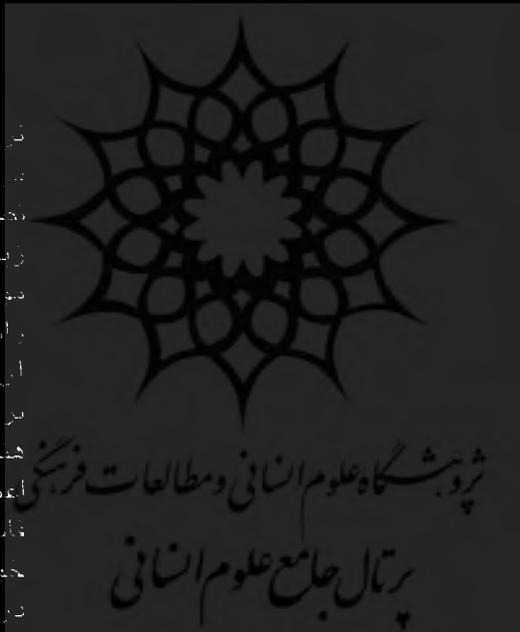 پژوهشگاه علوم انسانی و مطالعات فرهنگی
پرتال جامع علوم انسانی